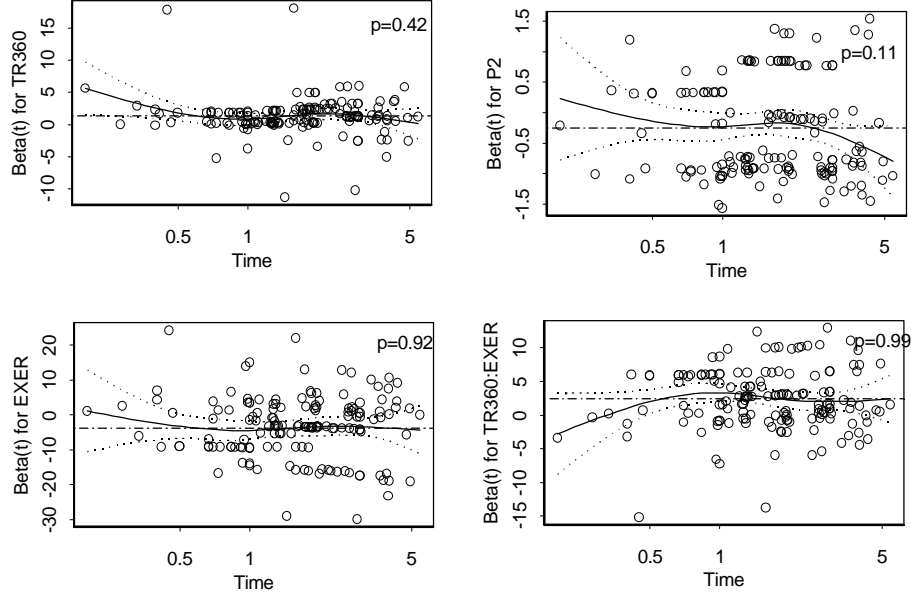 Beta(t) for TR360
15
10
5
0
-5
-10
p=0.42
0.5 1 5
Time
Beta(t) for P2
1.5
0.5
-0.5
-1.5
p=0.11
0.5 1 5
Time
Beta(t) for EXER
20
10
0
-10
-20
-30
p=0.92
0.5 1 5
Time
Beta(t) for TR360:EXER
10
5
0
-5
-10
-15
p=0.99
0.5 1 5
Time